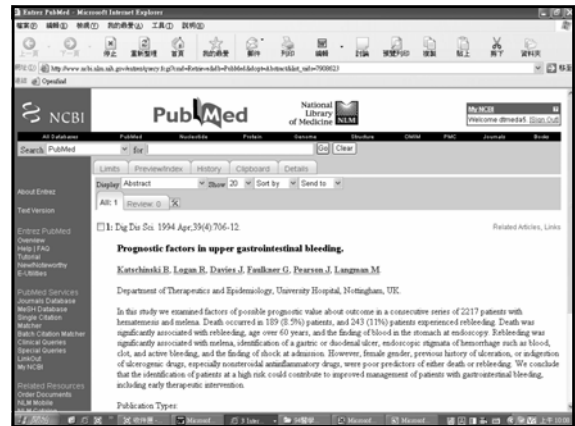 Entrez PubMed - Microsoft Internet Explorer
NCBI
PubMed
National
Library
of Medicine NLM
My NCBI
Welcome dtmeda5. [Sign Out]
All Databases PubMed Nucleotide Protein Genome Structure OMIM PMC Journals Books
Search PubMed for Go Clear
Limits Preview/Index History Clipboard Details
Display Abstract Show 20 Sort by Send to
All: 1 Review: 0
About Entrez
Text Version
Entrez PubMed
Overview
Help | FAQ
Tutorial
New/Noteworthy
E-Utilities
PubMed Services
Journals Database
MeSH Database
Single Citation
Matcher
Batch Citation Matcher
Clinical Queries
Special Queries
LinkOut
My NCBI
Related Resources
Order Documents
NLM Mobile
1: Dig Dis Sci. 1994 Apr;39(4):706-12.
Related Articles, Links
Prognostic factors in upper gastrointestinal bleeding.
Katschinski B, Logan R, Davies J, Faulkner G, Pearson J, Langman M.
Department of Therapeutics and Epidemiology, University Hospital, Nottingham, UK.
In this study we examined factors of possible prognostic value about outcome in a consecutive series of 2217 patients with
hematemesis and melena. Death occurred in 189 (8.5%) patients, and 243 (11%) patients experienced rebleeding. Death was
significantly associated with rebleeding, age over 60 years, and the finding of blood in the stomach at endoscopy. Rebleeding was
significantly associated with melena, identification of a gastric or duodenal ulcer, endoscopic stigmata of hemorrhage such as blood,
clot, and active bleeding, and the finding of shock at admission. However, female gender, previous history of ulceration, or indigestion
of ulcerogenic drugs, especially nonsteroidal antiinflammatory drugs, were poor predictors of either death or rebleeding. We conclude
that the identification of patients at a high risk could contribute to improved management of patients with gastrointestinal bleeding,
including early therapeutic intervention.
Publication Types: